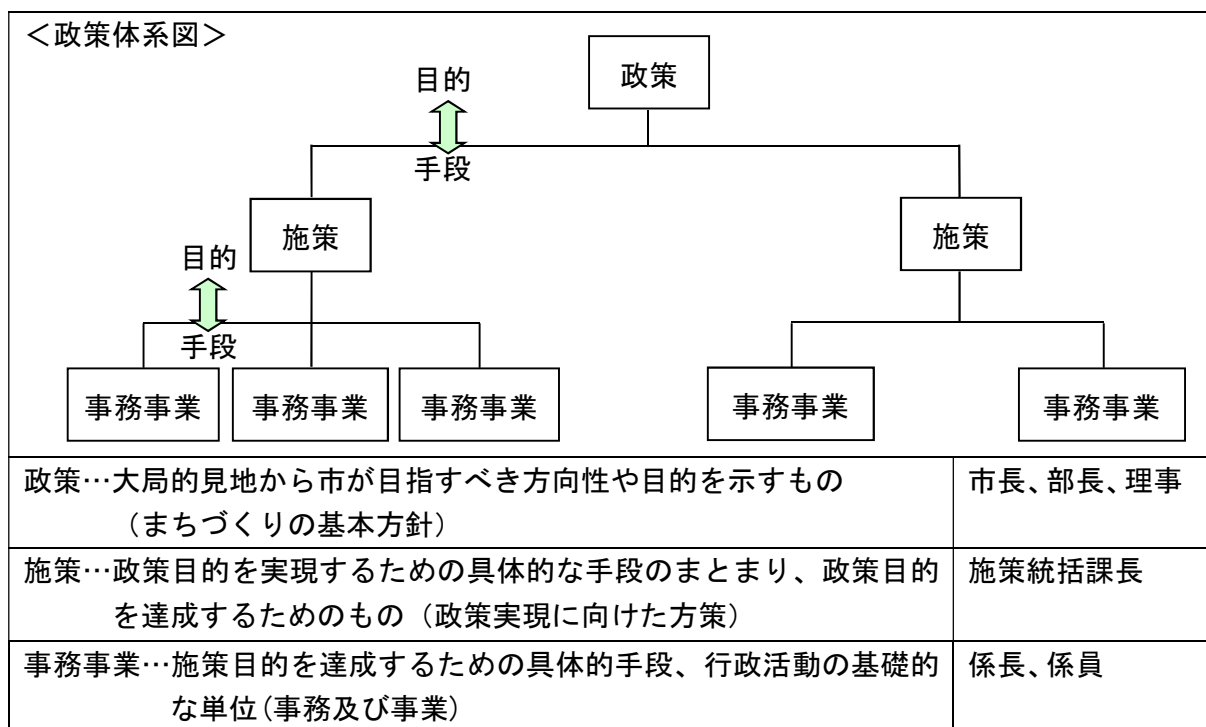 <政策体系図>
政策
目的
手段
施策
施策
目的
手段
事務事業
事務事業
事務事業
事務事業
事務事業
政策…大局的見地から市が目指すべき方向性や目的を示すもの
(まちづくりの基本方針)
市長、部長、理事
施策…政策目的を実現するための具体的な手段のまとまり、政策目的
を達成するためのもの(政策実現に向けた方策)
施策統括課長
事務事業…施策目的を達成するための具体的手段、行政活動の基礎的
な単位(事務及び事業)
係長、係員